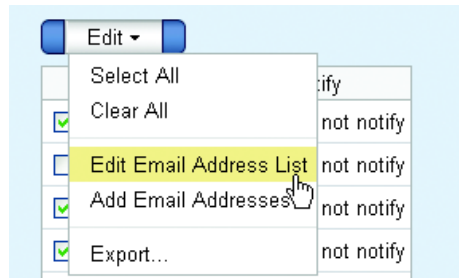 Edit
Select All
ify
Clear All
not notify
Edit Email Address List
not notify
Add Email Addresses
not notify
Export...
not notify